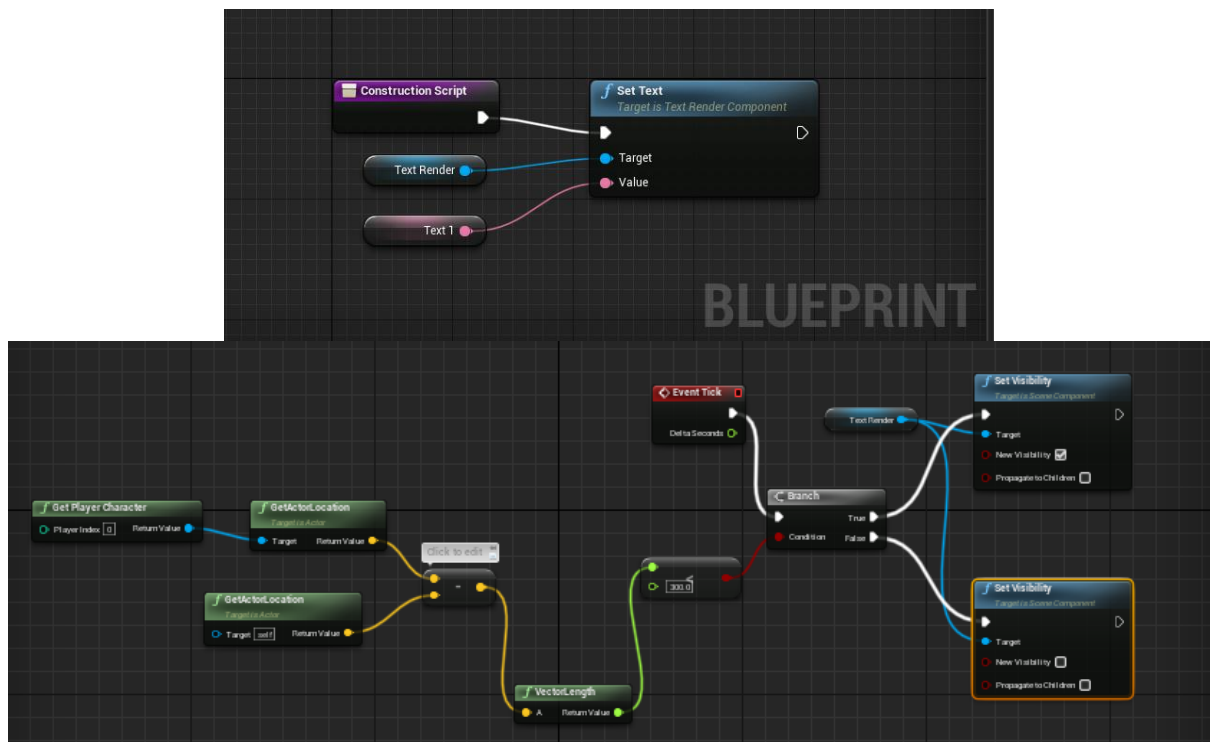 Construction Script
Set Text
Target is Text Render Component
Text Render
Target
Value
Text 1
BLUEPRINT
Event Tick
Delta Seconds
Text Render
Set Visibility
Target is Scene Component
Target
New Visibility
Propagate to Children
Get Player Character
Player Index 0 Return Value
GetActorLocation
Target is Actor
Target Return Value
Click to edit
-
Branch
True
Condition False
<
300.0
GetActorLocation
Target is Actor
Target self Return Value
Set Visibility
Target is Scene Component
Target
New Visibility
Propagate to Children
VectorLength
A Return Value